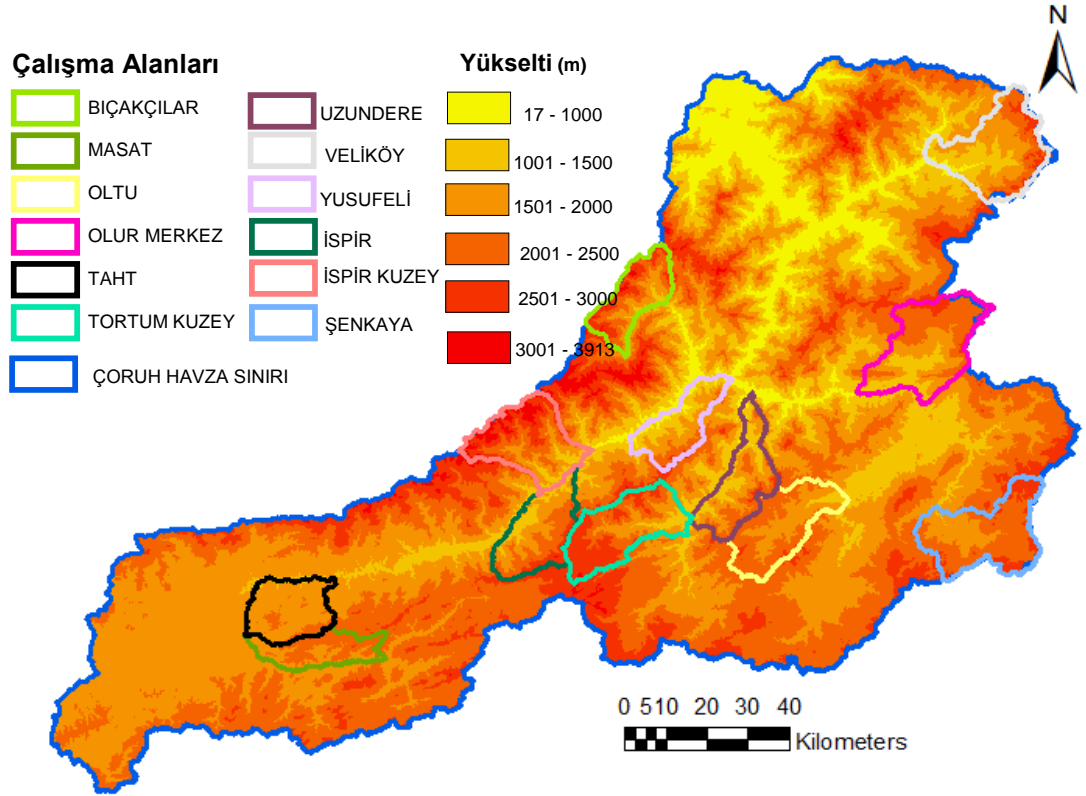 N
Çalışma Alanları
BIÇAKÇILAR
MASAT
OLTU
OLUR MERKEZ
TAHT
TORTUM KUZEY
ÇORUH HAVZA SINIRI
UZUNDERE
VELİKÖY
YUSUFELİ
İSPİR
İSPİR KUZEY
ŞENKAYA
Yükselti (m)
17 - 1000
1001 - 1500
1501 - 2000
2001 - 2500
2501 - 3000
3001 - 3913
0 510 20 30 40
Kilometers